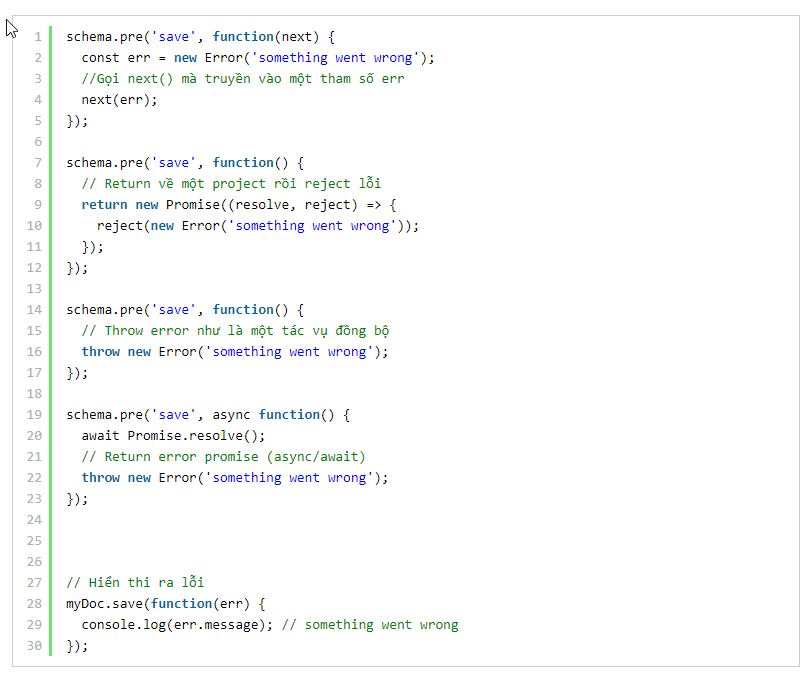 1 schema.pre('save', function(next) {
2   const err = new Error('something went wrong');
3   //Gọi next() mà truyền vào một tham số err
4   next(err);
5 });
6
7 schema.pre('save', function() {
8   // Return về một project rồi reject lỗi
9   return new Promise((resolve, reject) => {
10     reject(new Error('something went wrong'));
11   });
12 });
13
14 schema.pre('save', function() {
15   // Throw error như là một tác vụ đồng bộ
16   throw new Error('something went wrong');
17 });
18
19 schema.pre('save', async function() {
20   await Promise.resolve();
21   // Return error promise (async/await)
22   throw new Error('something went wrong');
23 });
24
25
26
27 // Hiển thi ra lỗi
28 myDoc.save(function(err) {
29   console.log(err.message); // something went wrong
30 });